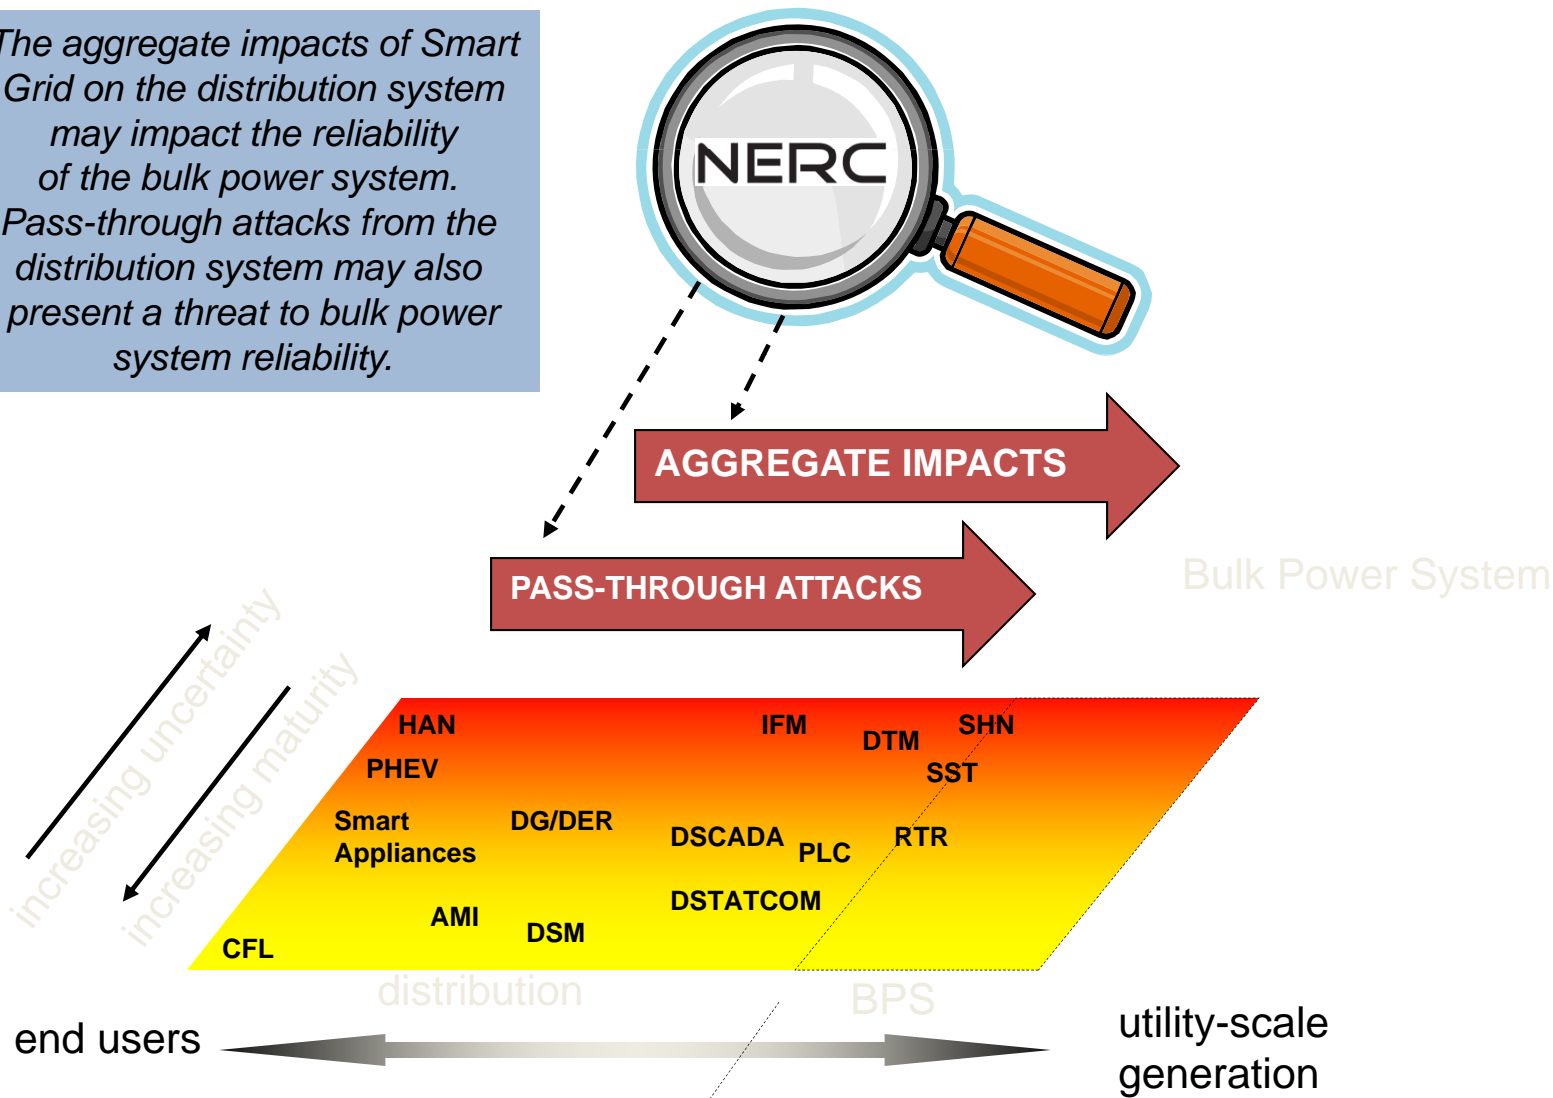 The aggregate impacts of Smart
Grid on the distribution system
may impact the reliability
of the bulk power system.
Pass-through attacks from the
distribution system may also
present a threat to bulk power
system reliability.
NERC
AGGREGATE IMPACTS
PASS-THROUGH ATTACKS
Bulk Power System
increasing uncertainty
increasing maturity
HAN
IFM
DTM
SHN
PHEV
SST
Smart
Appliances
DG/DER
DSCADA
PLC
RTR
AMI
DSM
DSTATCOM
CFL
distribution
BPS
end users
utility-scale
generation